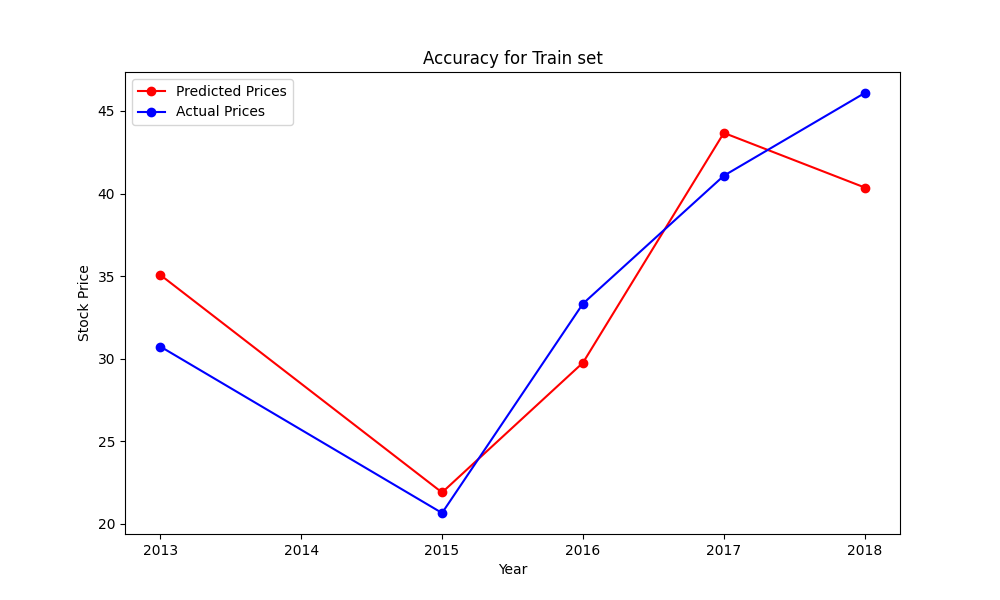 Accuracy for Train set
Predicted Prices
Actual Prices
45
40
35
30
25
20
Stock Price
2013 2014 2015 2016 2017 2018
Year